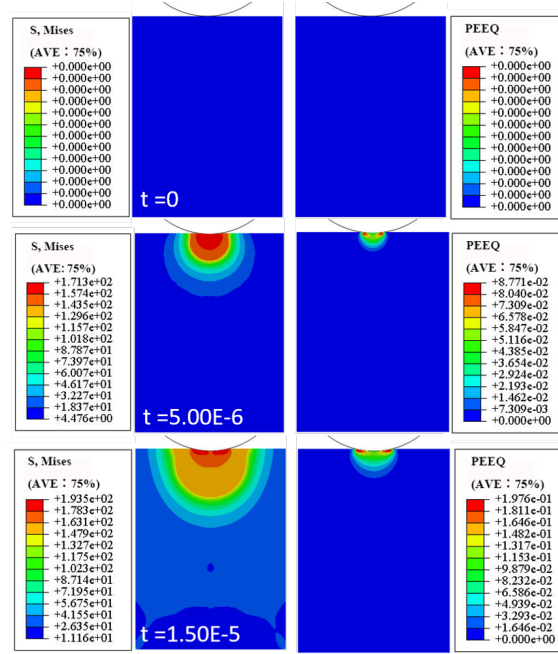 S, Mises
(AVE：75%)
+0.000e+00
+0.000e+00
+0.000e+00
+0.000e+00
+0.000e+00
+0.000e+00
+0.000e+00
+0.000e+00
+0.000e+00
+0.000e+00
+0.000e+00
t =0
PEEQ
(AVE：75%)
+0.000e+00
+0.000e+00
+0.000e+00
+0.000e+00
+0.000e+00
+0.000e+00
+0.000e+00
+0.000e+00
+0.000e+00
+0.000e+00
+0.000e+00
S, Mises
(AVE: 75%)
+1.713e+02
+1.574e+02
+1.435e+02
+1.296e+02
+1.157e+02
+1.018e+02
+8.787e+01
+7.397e+01
+6.007e+01
+4.617e+01
+3.227e+01
+1.837e+01
+4.476e+00
t =5.00E-6
PEEQ
(AVE：75%)
+8.771e-02
+8.040e-02
+7.309e-02
+6.578e-02
+5.847e-02
+5.116e-02
+4.385e-02
+3.654e-02
+2.924e-02
+2.193e-02
+1.462e-02
+7.309e-03
+0.000e+00
S, Mises
(AVE：75%)
+1.935e+02
+1.783e+02
+1.631e+02
+1.479e+02
+1.327e+02
+1.175e+02
+1.023e+02
+8.714e+01
+7.195e+01
+5.675e+01
+4.155e+01
+2.635e+01
+1.116e+01
t =1.50E-5
PEEQ
(AVE：75%)
+1.976e-01
+1.811e-01
+1.646e-01
+1.482e-01
+1.317e-01
+1.153e-01
+9.879e-02
+8.232e-02
+6.586e-02
+4.939e-02
+3.293e-02
+1.646e-02
+0.000e+00